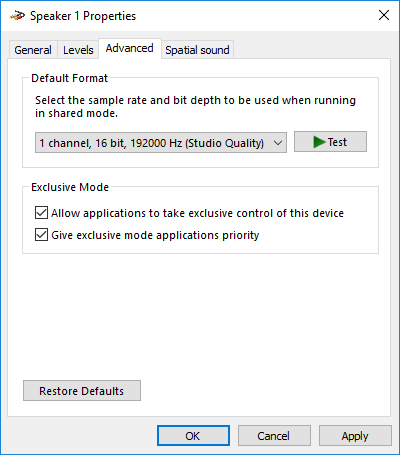 Speaker 1 Properties
General
Levels
Advanced
Spatial sound
Default Format
Select the sample rate and bit depth to be used when running
in shared mode.
1 channel, 16 bit, 192000 Hz (Studio Quality)
Test
Exclusive Mode
Allow applications to take exclusive control of this device
Give exclusive mode applications priority
Restore Defaults
OK
Cancel
Apply